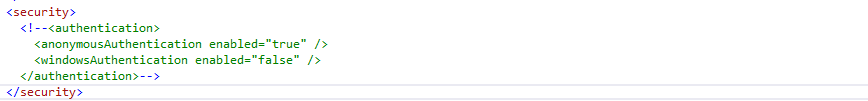 <security>
<!--<authentication>
<anonymousAuthentication enabled="true" />
<windowsAuthentication enabled="false" />
</authentication>-->
</security>